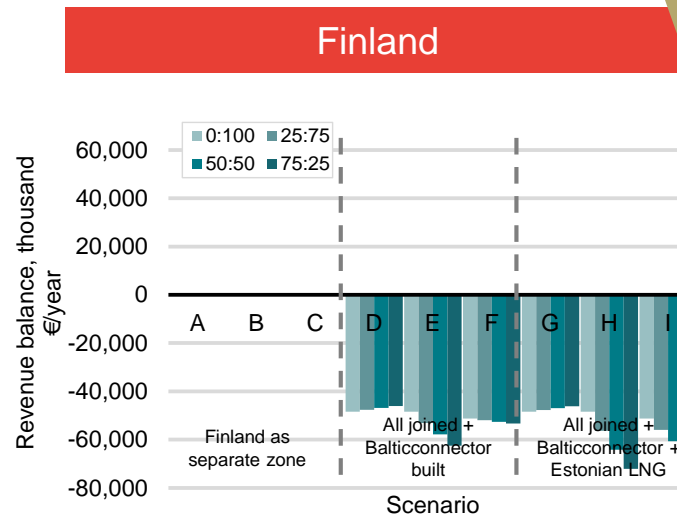 Finland
0:100 25:75
50:50 75:25
Revenue balance, thousand
€/year
60,000
40,000
20,000
0
-20,000
-40,000
-60,000
-80,000
A B C D E F G H I
Finland as
separate zone
All joined +
Balticconnector
built
All joined +
Balticconnector +
Estonian LNG
Scenario